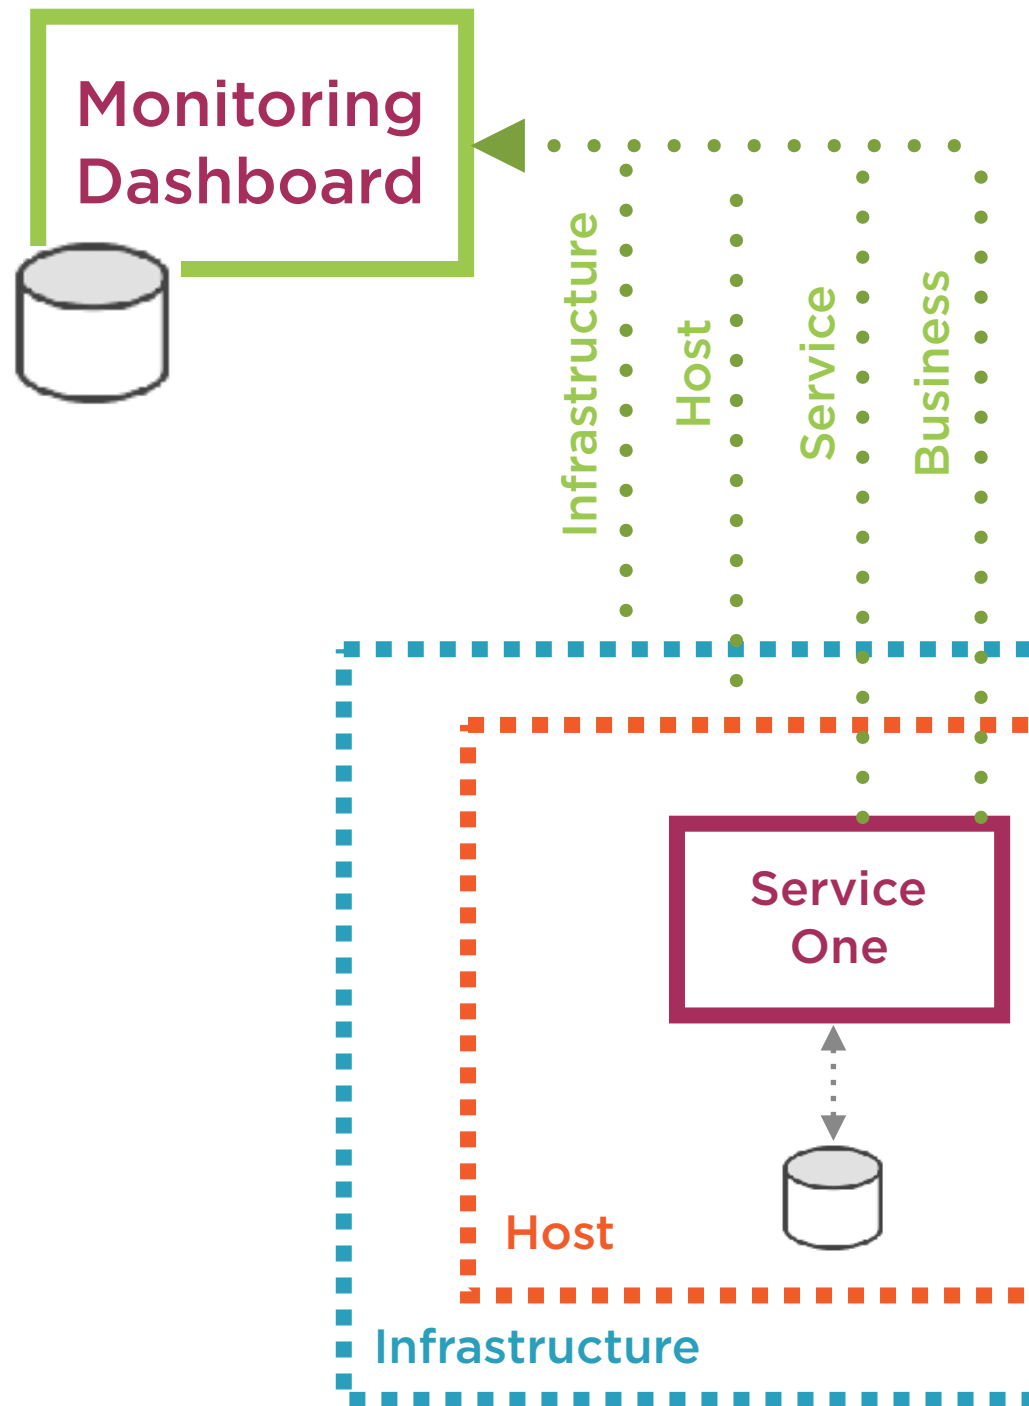 Monitoring
Dashboard
Infrastructure
Host
Service
Business
Service
One
Host
Infrastructure